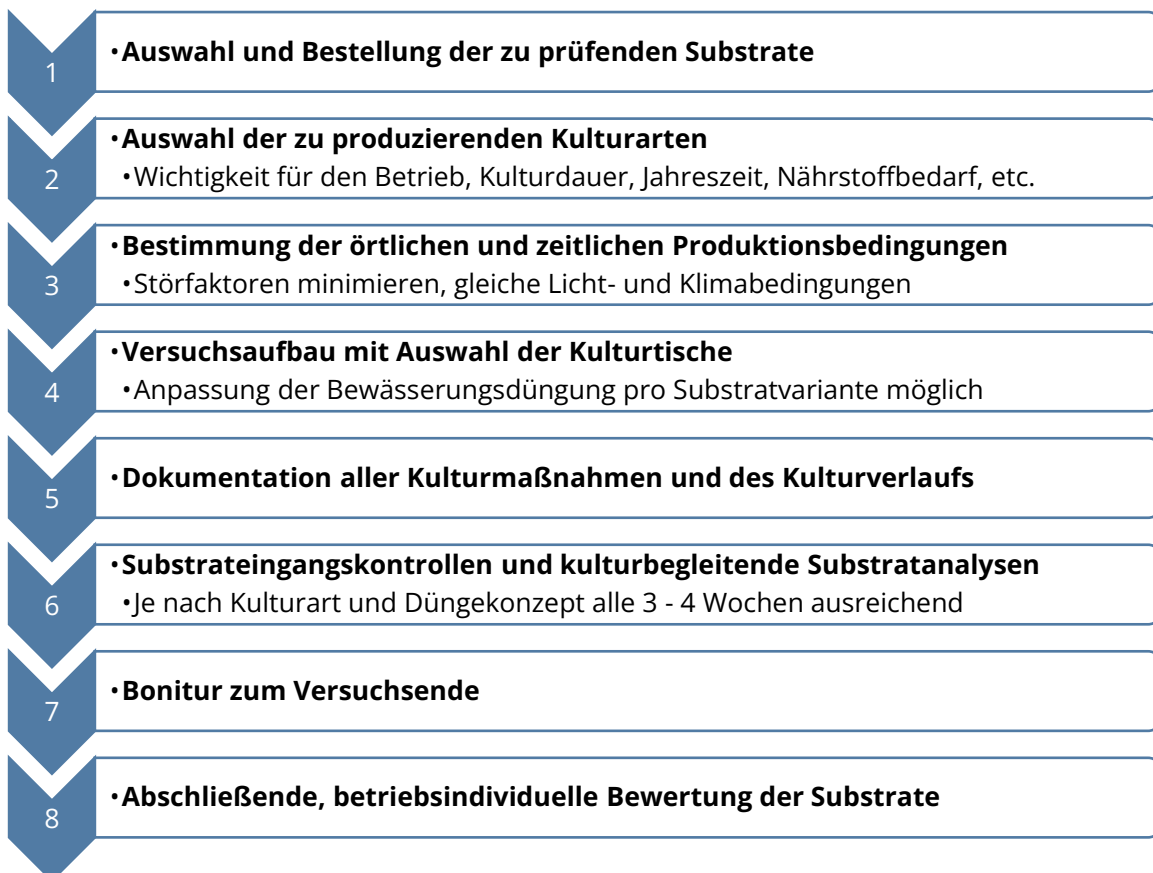 1
•Auswahl und Bestellung der zu prüfenden Substrate
2
•Auswahl der zu produzierenden Kulturarten
•Wichtigkeit für den Betrieb, Kulturdauer, Jahreszeit, Nährstoffbedarf, etc.
3
•Bestimmung der örtlichen und zeitlichen Produktionsbedingungen
•Störfaktoren minimieren, gleiche Licht- und Klimabedingungen
4
•Versuchsaufbau mit Auswahl der Kulturtische
•Anpassung der Bewässerungsdüngung pro Substratvariante möglich
5
•Dokumentation aller Kulturmaßnahmen und des Kulturverlaufs
6
•Substrateingangskontrollen und kulturbegleitende Substratanalysen
•Je nach Kulturart und Düngekonzept alle 3 - 4 Wochen ausreichend
7
•Bonitur zum Versuchsende
8
•Abschließende, betriebsindividuelle Bewertung der Substrate